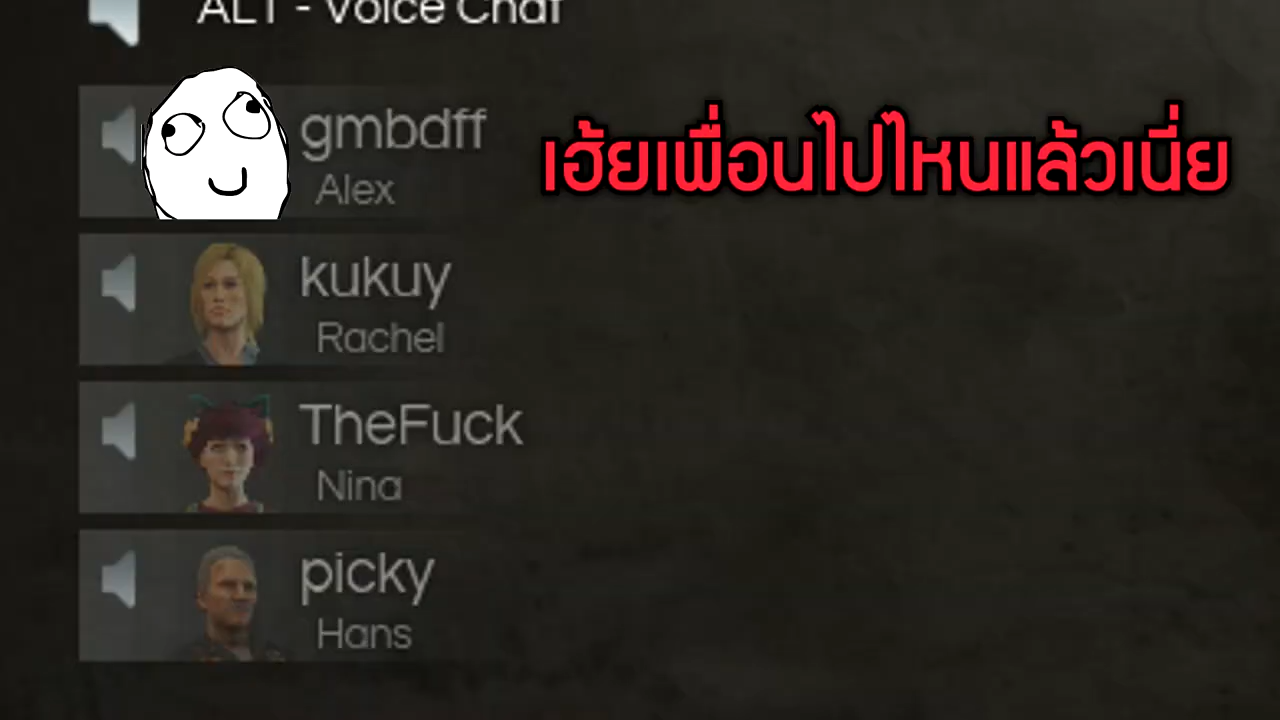 ALT - Voice Chat
gmbdff
Alex
เฮ้ยเพื่อนไปไหนแล้วเนี่ย
kukuy
Rachel
TheFuck
Nina
picky
Hans